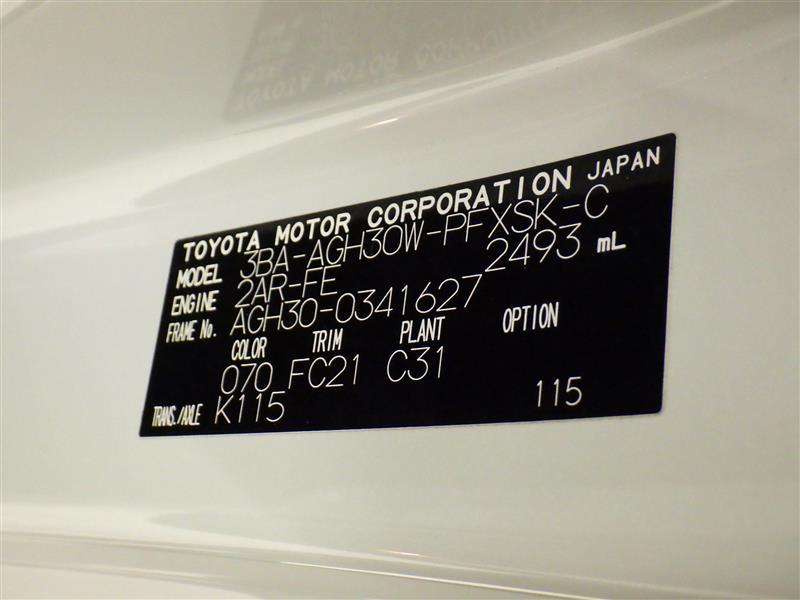 TOYOTA MOTOR CORPORATION JAPAN
MODEL 3BA-AGH30W-PFXSK-C
ENGINE 2AR-FE 2493 mL
FRAME No. AGH30-0341627
COLOR TRIM PLANT OPTION
070 FC21 C31
TRANS./AXLE K115 115